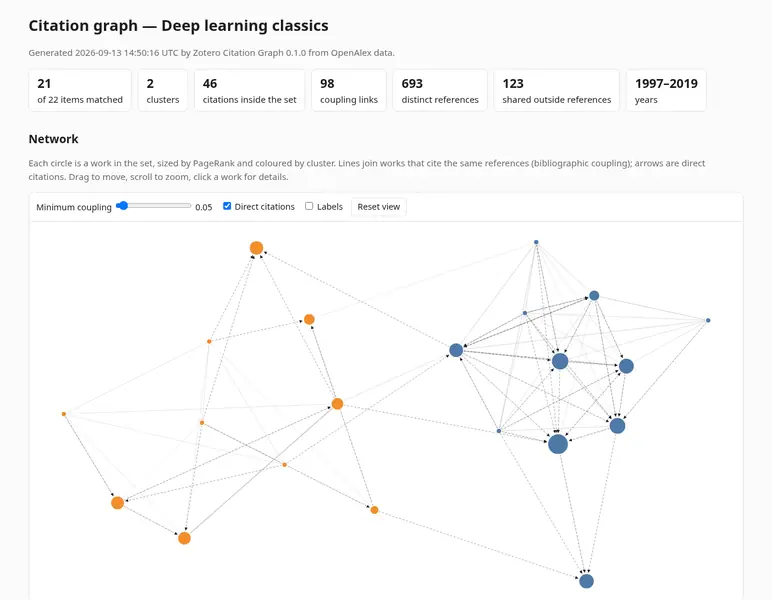 Citation graph — Deep learning classics
Generated 2026-09-13 14:50:16 UTC by Zotero Citation Graph 0.1.0 from OpenAlex data.
21
of 22 items matched
2
clusters
46
citations inside the set
98
coupling links
693
distinct references
123
shared outside references
1997–2019
years
Network
Each circle is a work in the set, sized by PageRank and coloured by cluster. Lines join works that cite the same references (bibliographic coupling); arrows are direct
citations. Drag to move, scroll to zoom, click a work for details.
Minimum coupling 0.05 Direct citations Labels Reset view